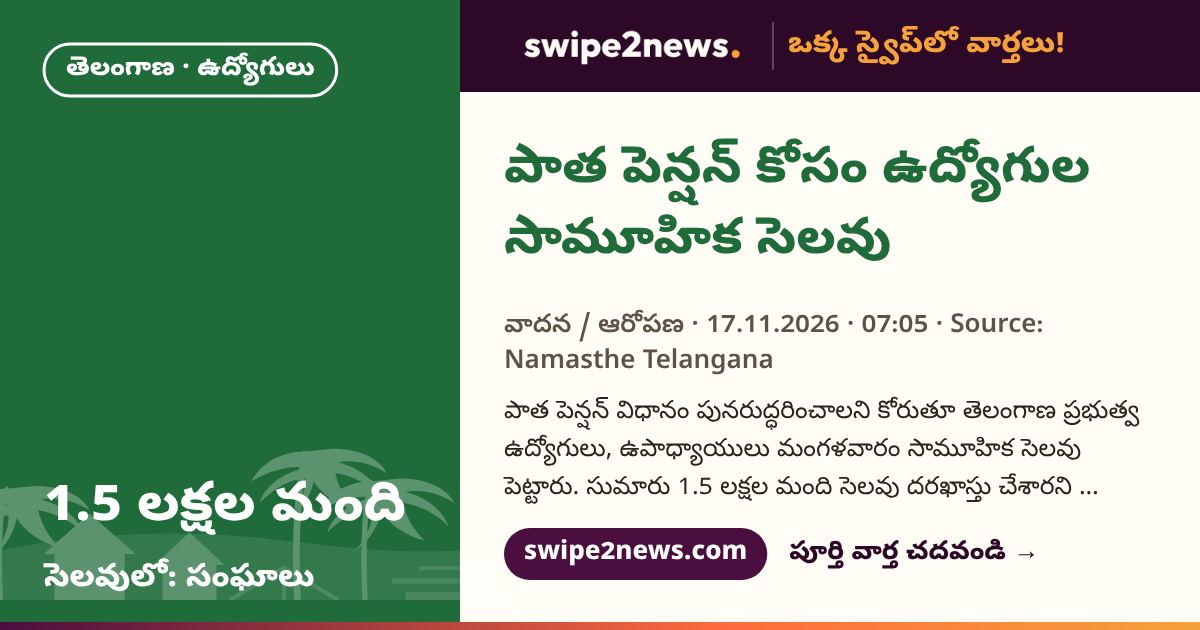 తెలంగాణ · ఉద్యోగులు
1.5 లక్షల మంది
సెలవులో: సంఘాలు
swipe2news. | ఒక్క స్వైప్‌లో వార్తలు!
పాత పెన్షన్ కోసం ఉద్యోగుల
సామూహిక సెలవు
వాదన / ఆరోపణ · 17.11.2026 · 07:05 · Source:
Namasthe Telangana
పాత పెన్షన్ విధానం పునరుద్ధరించాలని కోరుతూ తెలంగాణ ప్రభుత్వ
ఉద్యోగులు, ఉపాధ్యాయులు మంగళవారం సామూహిక సెలవు
పెట్టారు. సుమారు 1.5 లక్షల మంది సెలవు దరఖాస్తు చేశారని ...
swipe2news.com పూర్తి వార్త చదవండి →